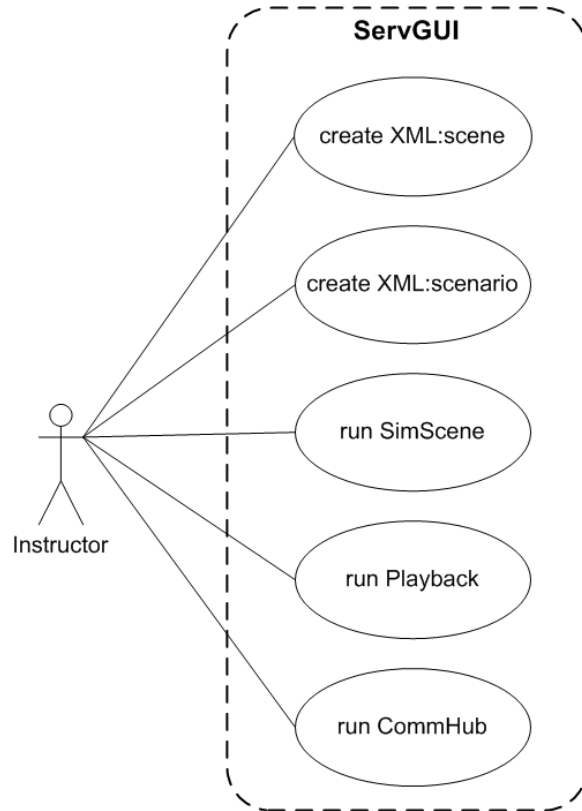 ServGUI
create XML:scene
create XML:scenario
run SimScene
Instructor
run Playback
run CommHub